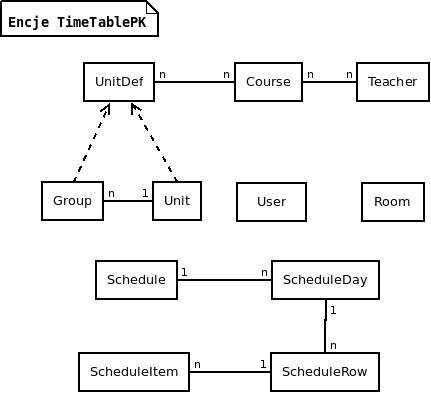 Encje TimeTablePK
n n n n
UnitDef Course Teacher
n 1
Group Unit User Room
1 n
Schedule ScheduleDay
1
n
n 1
ScheduleItem ScheduleRow